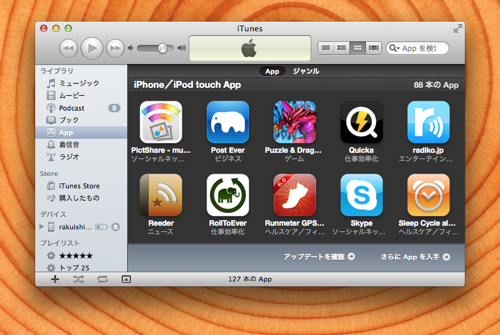 iTunes
App を検
ライブラリ
ミュージック
ムービー
Podcast 5
ブック
App
着信音
ラジオ
Store
iTunes Store
購入したもの
デバイス
rakuishi...
プレイリスト
★★★★★
トップ 25
App ジャンル
iPhone／iPod touch App 88 本の App
PictShare - mu... Post Ever Puzzle & Drag... Quicka radiko.jp
ソーシャルネッ... ビジネス ゲーム 仕事効率化 エンターテイン...
Reeder RollToEver Runmeter GPS... Skype Sleep Cycle al...
ニュース 仕事効率化 ヘルスケア／フィ... ソーシャルネッ... ヘルスケア／フィ...
アップデートを確認 さらに App を入手
127 本の App